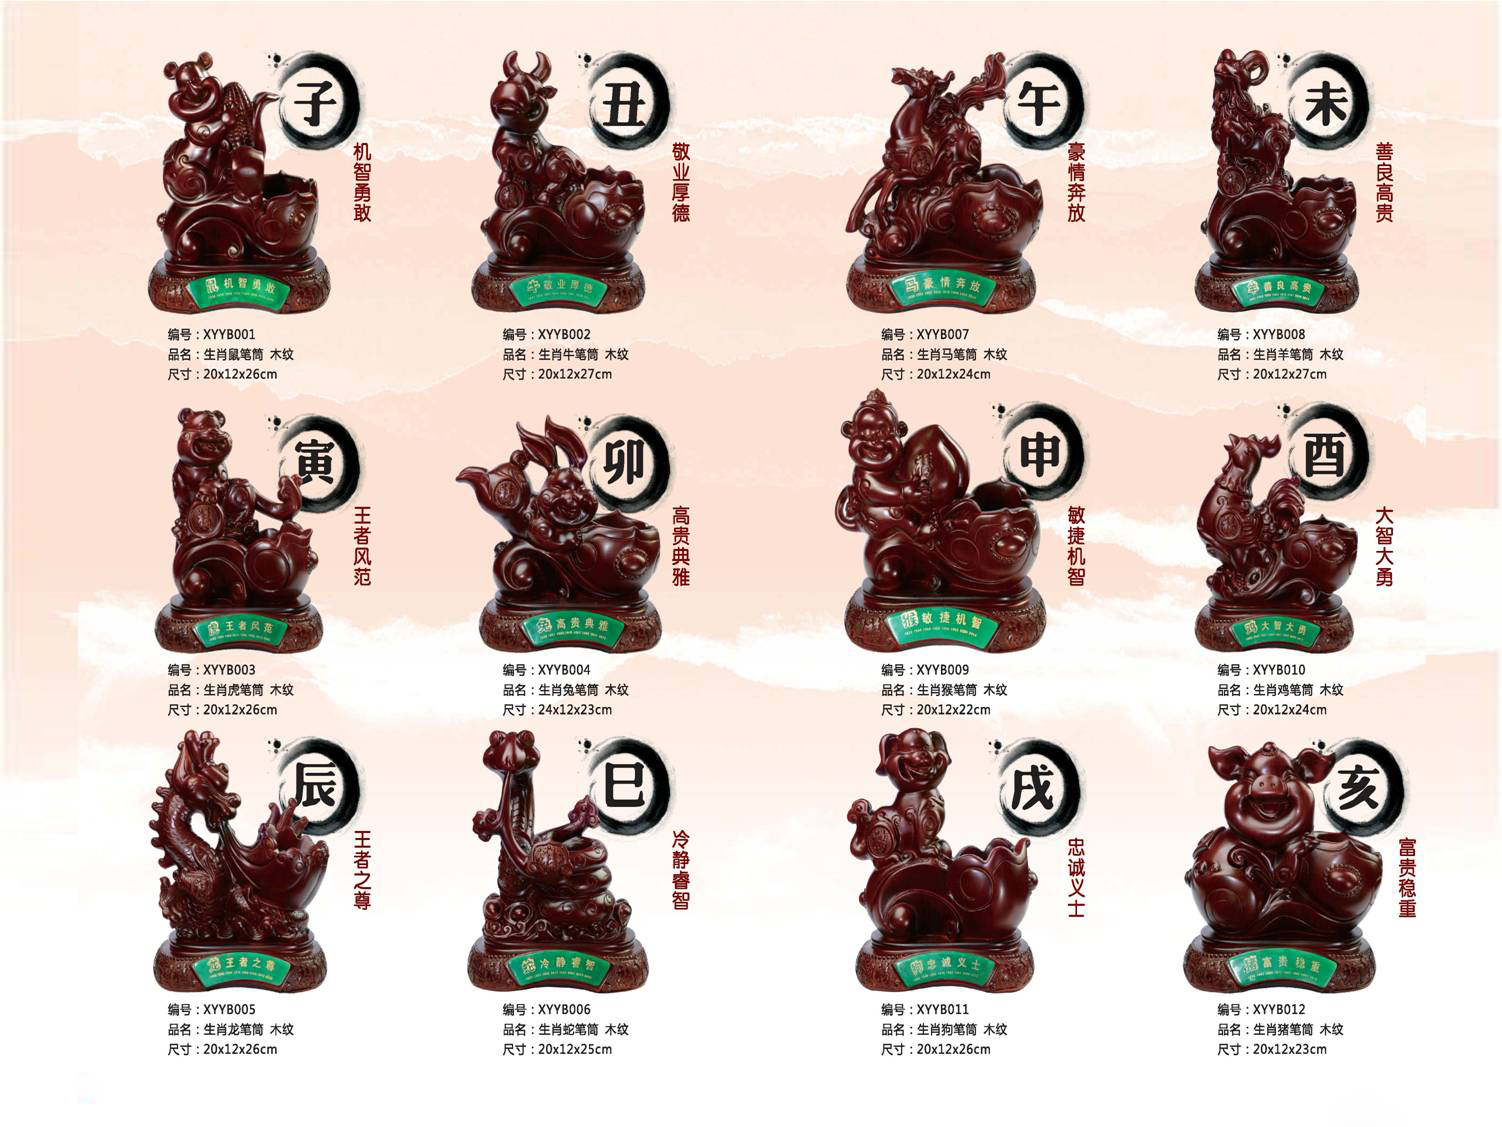 子
机智勇敢
鼠机智勇敢
编号：XYYB001
品名：生肖鼠笔筒 木纹
尺寸：20x12x26cm
丑
敬业厚德
牛敬业厚德
编号：XYYB002
品名：生肖牛笔筒 木纹
尺寸：20x12x27cm
午
豪情奔放
马豪情奔放
编号：XYYB007
品名：生肖马笔筒 木纹
尺寸：20x12x24cm
未
善良高贵
羊善良高贵
编号：XYYB008
品名：生肖羊笔筒 木纹
尺寸：20x12x27cm
寅
王者风范
虎王者风范
编号：XYYB003
品名：生肖虎笔筒 木纹
尺寸：20x12x26cm
卯
高贵典雅
兔高贵典雅
编号：XYYB004
品名：生肖兔笔筒 木纹
尺寸：24x12x23cm
申
敏捷机智
猴敏捷机智
编号：XYYB009
品名：生肖猴笔筒 木纹
尺寸：20x12x22cm
酉
大智大勇
鸡大智大勇
编号：XYYB010
品名：生肖鸡笔筒 木纹
尺寸：20x12x24cm
辰
王者之尊
龙王者之尊
编号：XYYB005
品名：生肖龙笔筒 木纹
尺寸：20x12x26cm
巳
冷静睿智
蛇冷静睿智
编号：XYYB006
品名：生肖蛇笔筒 木纹
尺寸：20x12x25cm
戌
忠诚义士
狗忠诚义士
编号：XYYB011
品名：生肖狗笔筒 木纹
尺寸：20x12x26cm
亥
富贵稳重
猪富贵稳重
编号：XYYB012
品名：生肖猪笔筒 木纹
尺寸：20x12x23cm